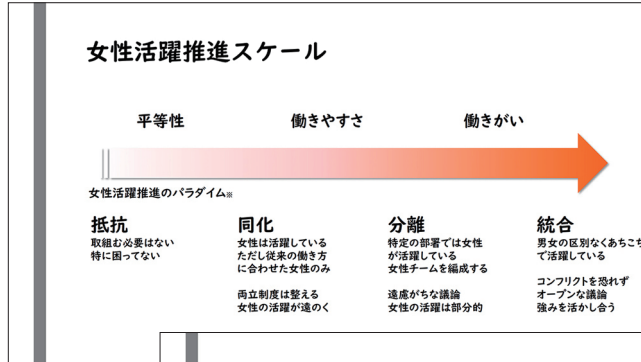 女性活躍推進スケール
平等性
働きやすさ
働きがい
女性活躍推進のパラダイム※
抵抗
取組む必要はない
特に困ってない
同化
女性は活躍している
ただし従来の働き方
に合わせた女性のみ
両立制度は整える
女性の活躍が遠のく
分離
特定の部署では女性
が活躍している
女性チームを編成する
遠慮がちな議論
女性の活躍は部分的
統合
男女の区別なくあちこち
で活躍している
コンフリクトを恐れず
オープンな議論
強みを活かし合う